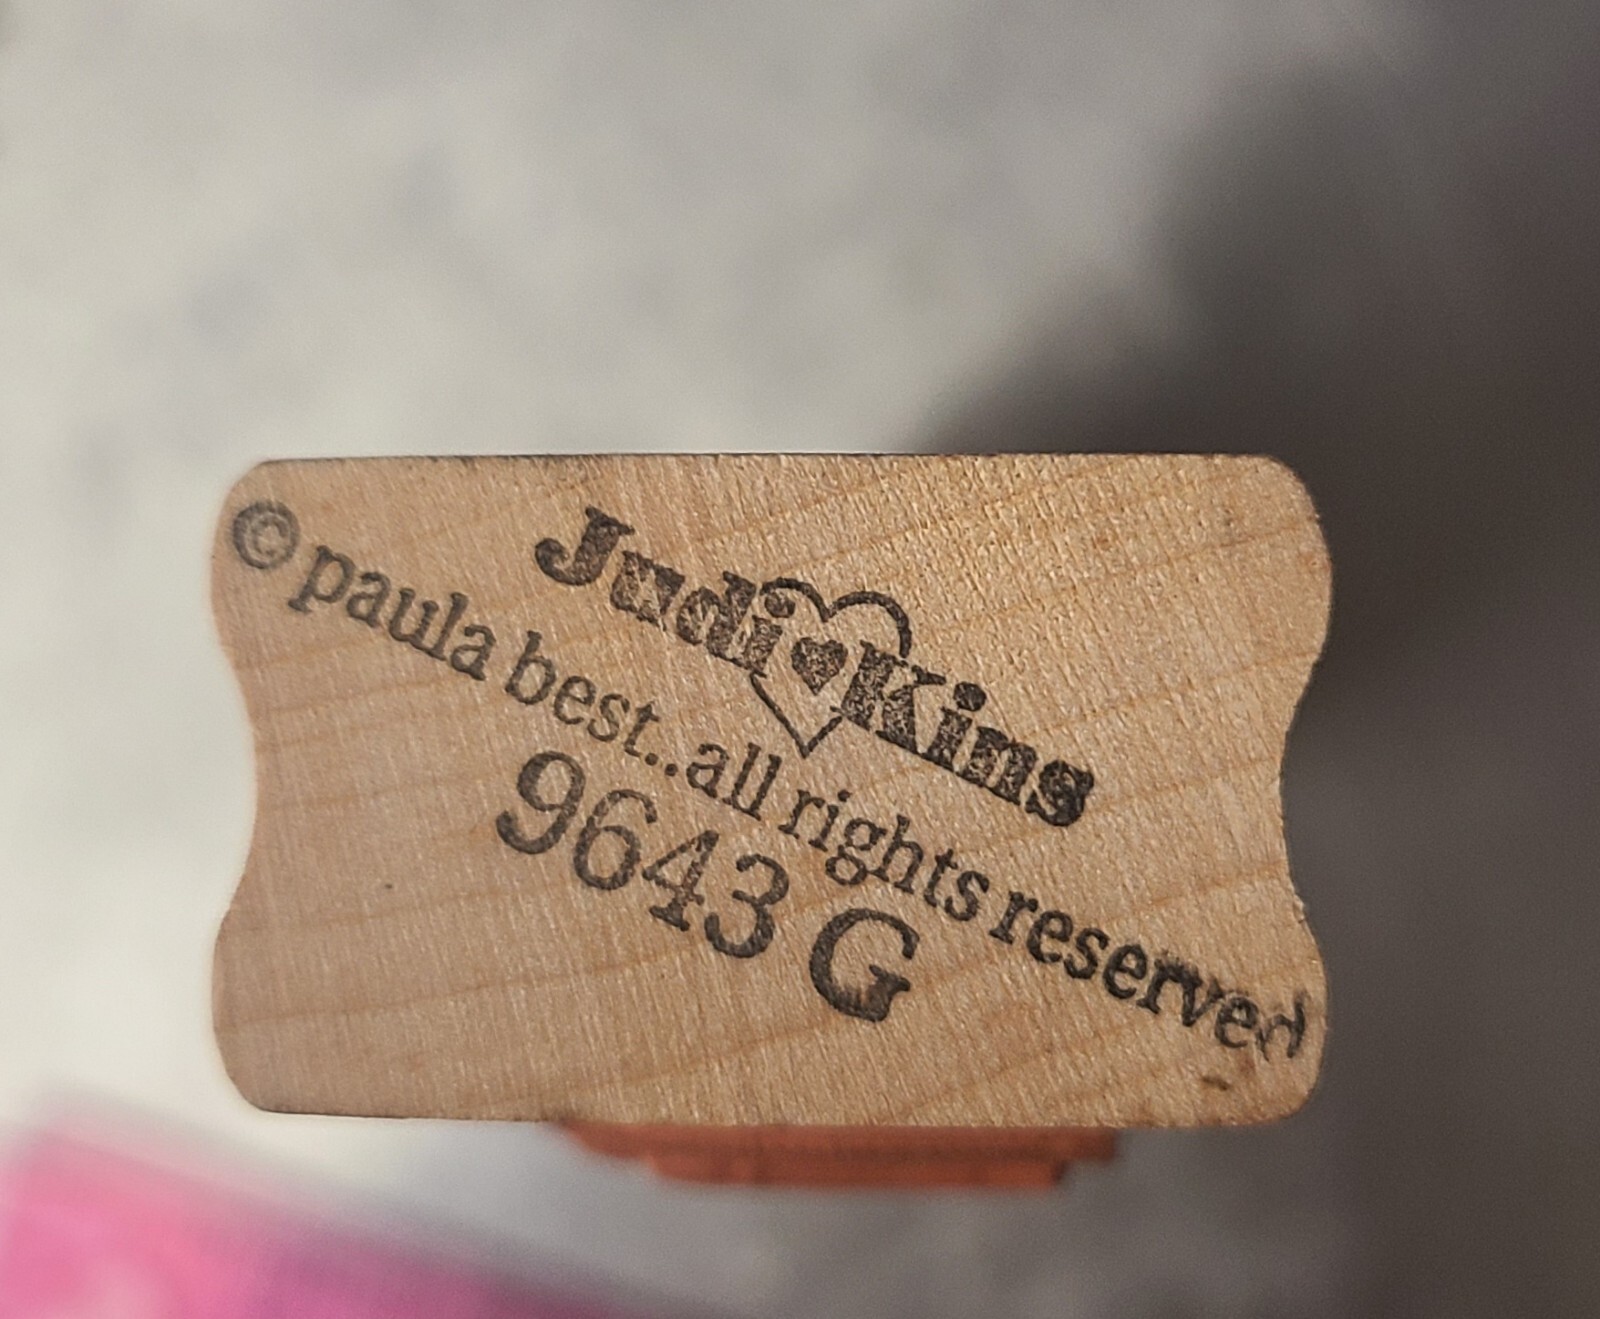 Judi Kins
© paula best..all rights reserved
9643 G